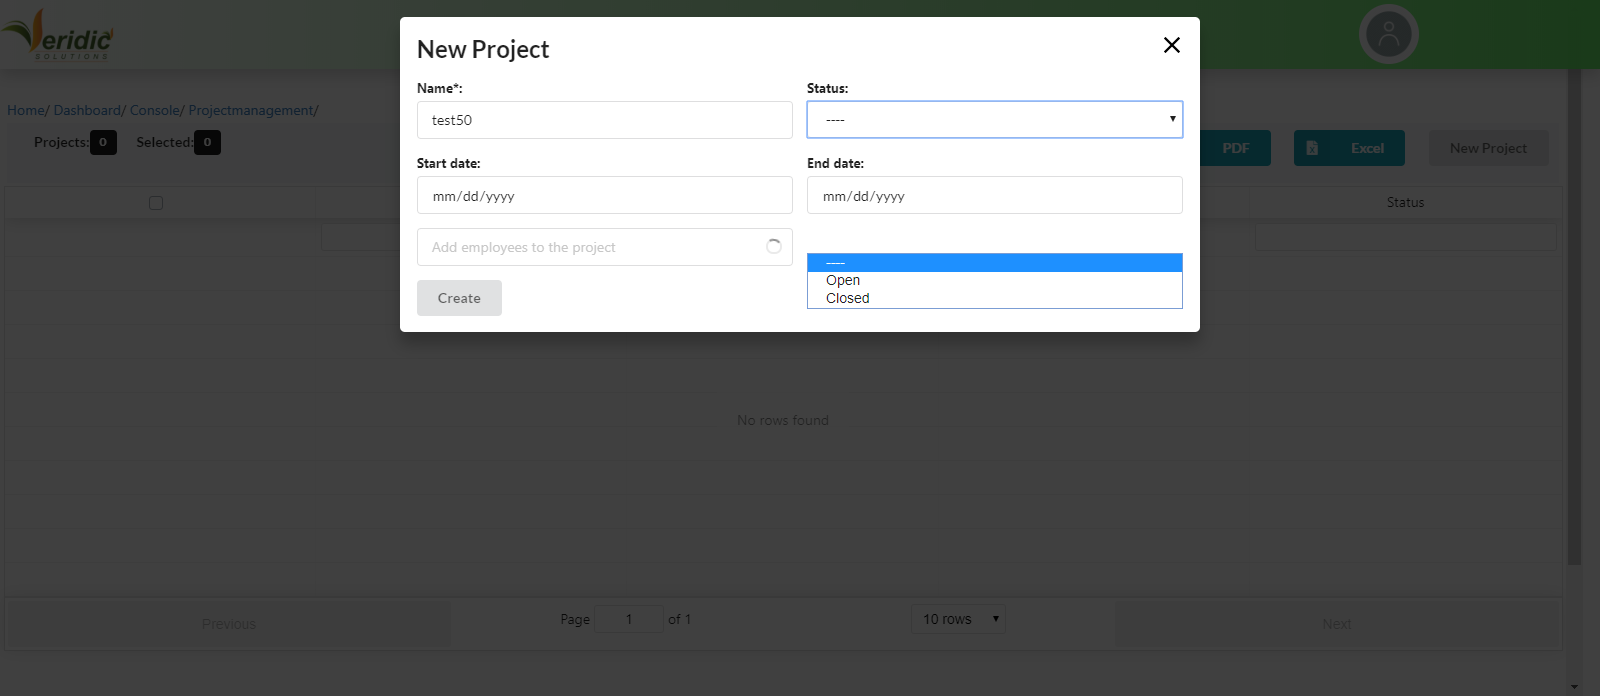 Veridic
SOLUTIONS
New Project
Name*:
Status:
test50
----
Home/ Dashboard/ Console/ Projectmanagement/
Projects: 0 Selected: 0
PDF
Excel
New Project
Start date:
End date:
mm/dd/yyyy
mm/dd/yyyy
Status
Add employees to the project
----
Open
Closed
Create
No rows found
Previous
Page 1 of 1
10 rows
Next